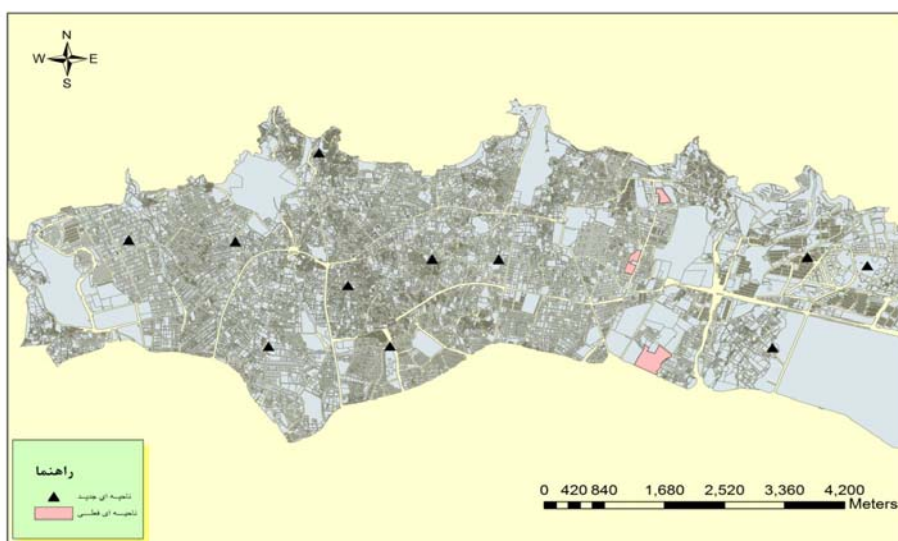 N
W E
S
راهنما
ناحیه ای جدید
ناحیه ای فعلی
0 420 840 1,680 2,520 3,360 4,200
Meters